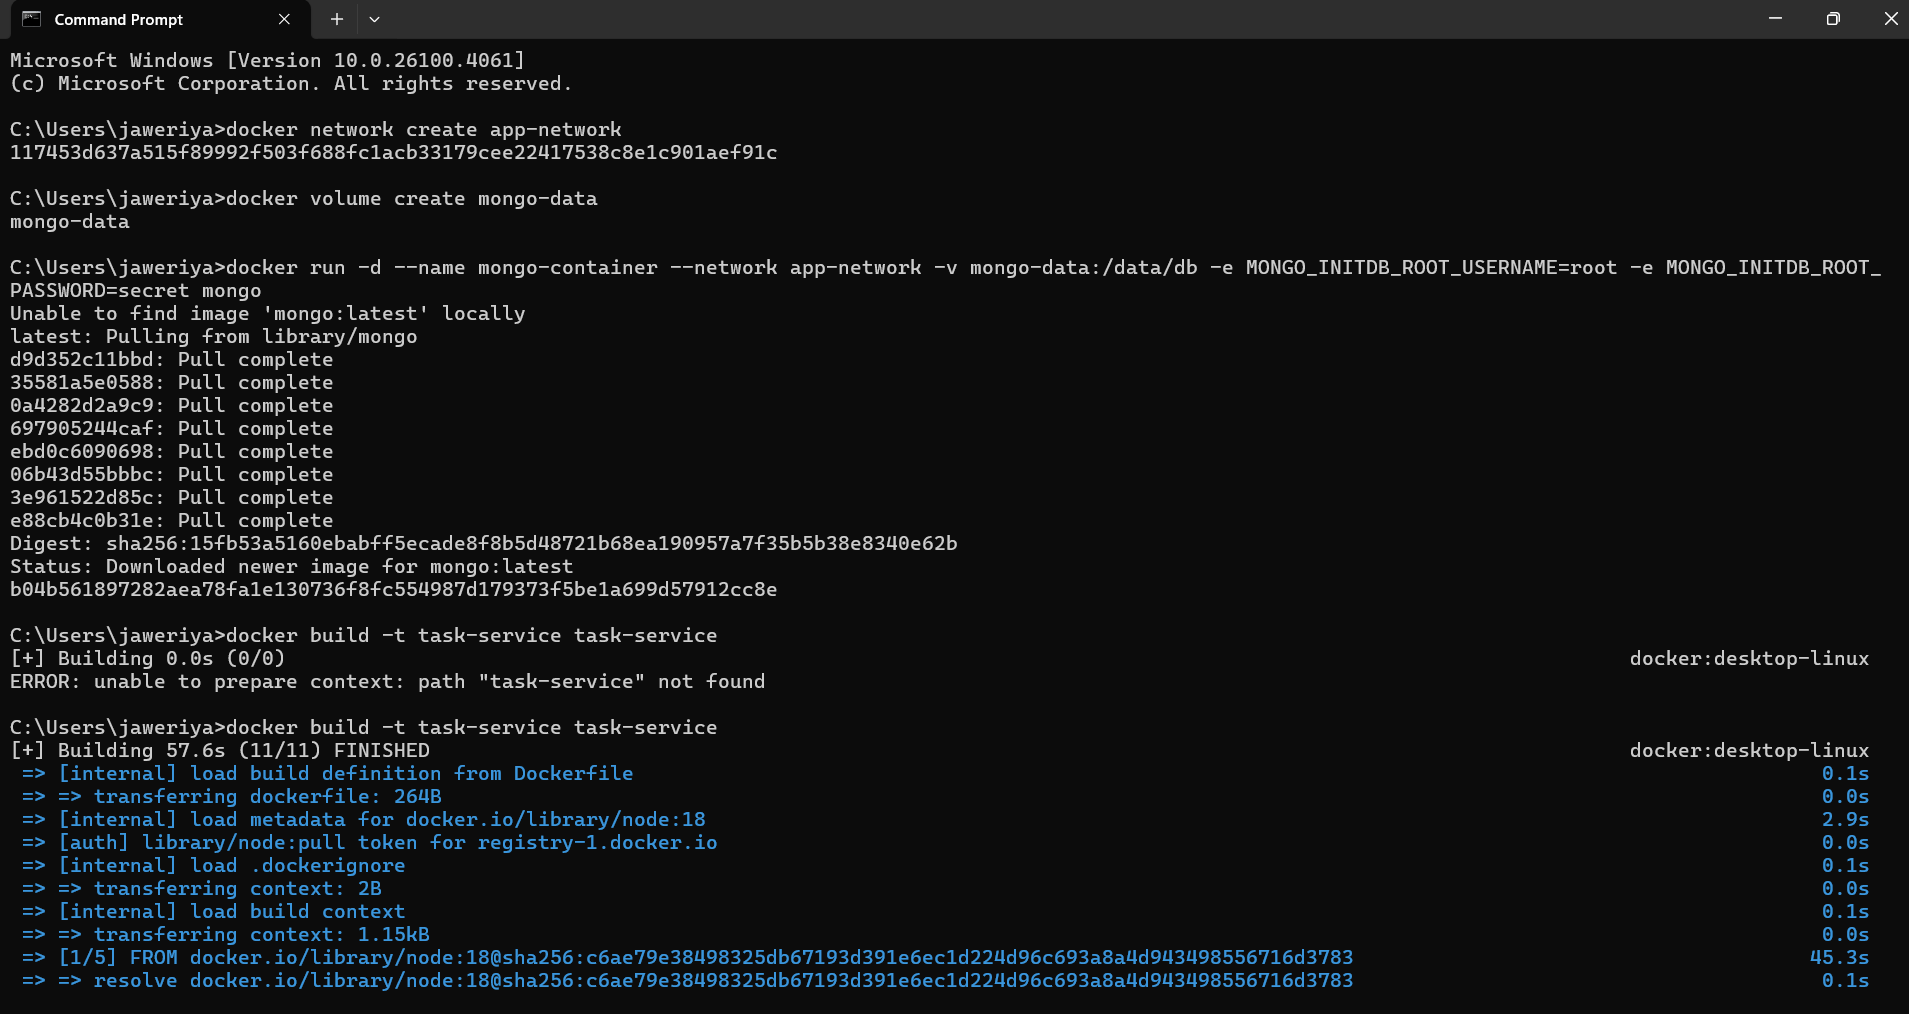 Command Prompt
Microsoft Windows [Version 10.0.26100.4061]
(c) Microsoft Corporation. All rights reserved.
C:\Users\jaweriya>docker network create app-network
117453d637a515f89992f503f688fc1acb33179cee22417538c8e1c901aef91c
C:\Users\jaweriya>docker volume create mongo-data
mongo-data
C:\Users\jaweriya>docker run -d --name mongo-container --network app-network -v mongo-data:/data/db -e MONGO_INITDB_ROOT_USERNAME=root -e MONGO_INITDB_ROOT_
PASSWORD=secret mongo
Unable to find image 'mongo:latest' locally
latest: Pulling from library/mongo
d9d352c11bbd: Pull complete
35581a5e0588: Pull complete
0a4282d2a9c9: Pull complete
697905244caf: Pull complete
ebd0c6090698: Pull complete
06b43d55bbbc: Pull complete
3e961522d85c: Pull complete
e88cb4c0b31e: Pull complete
Digest: sha256:15fb53a5160ebabff5ecade8f8b5d48721b68ea190957a7f35b5b38e8340e62b
Status: Downloaded newer image for mongo:latest
b04b561897282aea78fa1e130736f8fc554987d179373f5be1a699d57912cc8e
C:\Users\jaweriya>docker build -t task-service task-service
[+] Building 0.0s (0/0) docker:desktop-linux
ERROR: unable to prepare context: path "task-service" not found
C:\Users\jaweriya>docker build -t task-service task-service
[+] Building 57.6s (11/11) FINISHED docker:desktop-linux
=> [internal] load build definition from Dockerfile 0.1s
=> => transferring dockerfile: 264B 0.0s
=> [internal] load metadata for docker.io/library/node:18 2.9s
=> [auth] library/node:pull token for registry-1.docker.io 0.0s
=> [internal] load .dockerignore 0.1s
=> => transferring context: 2B 0.0s
=> [internal] load build context 0.1s
=> => transferring context: 1.15kB 0.0s
=> [1/5] FROM docker.io/library/node:18@sha256:c6ae79e38498325db67193d391e6ec1d224d96c693a8a4d943498556716d3783 45.3s
=> => resolve docker.io/library/node:18@sha256:c6ae79e38498325db67193d391e6ec1d224d96c693a8a4d943498556716d3783 0.1s